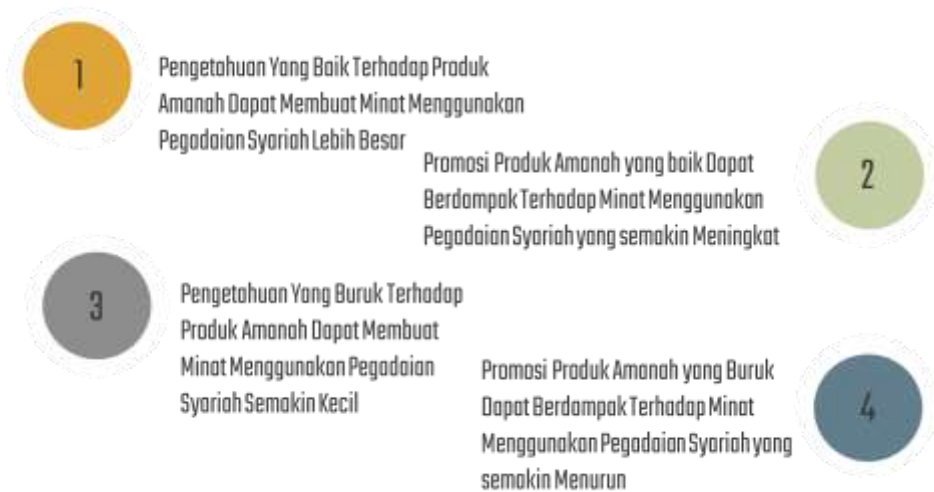 1
Pengetahuan Yang Baik Terhadap Produk
Amanah Dapat Membuat Minat Menggunakan
Pegadaian Syariah Lebih Besar
2
Promosi Produk Amanah yang baik Dapat
Berdampak Terhadap Minat Menggunakan
Pegadaian Syariah yang semakin Meningkat
3
Pengetahuan Yang Buruk Terhadap
Produk Amanah Dapat Membuat
Minat Menggunakan Pegadaian
Syariah Semakin Kecil
4
Promosi Produk Amanah yang Buruk
Dapat Berdampak Terhadap Minat
Menggunakan Pegadaian Syariah yang
semakin Menurun